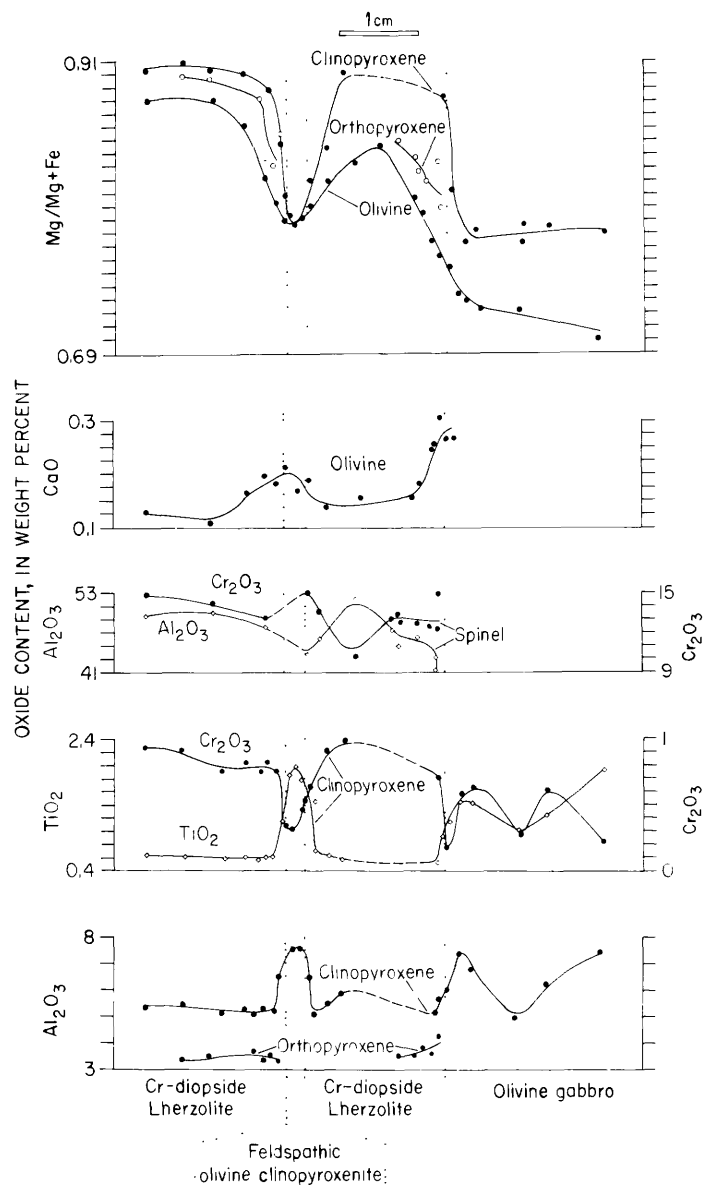 1cm
0.91
Clinopyroxene
Orthopyroxene
Olivine
Mg/Mg+Fe
0.69
OXIDE CONTENT, IN WEIGHT PERCENT
0.3
CaO
Olivine
0.1
53
Cr₂O₃
15
Al₂O₃
Al₂O₃
Spinel
Cr₂O₃
41
9
2.4
Cr₂O₃
1
Clinopyroxene
TiO₂
TiO₂
Cr₂O₃
0.4
0
8
Clinopyroxene
Al₂O₃
Orthopyroxene
3
Cr-diopside
Lherzolite
Cr-diopside
Lherzolite
Olivine gabbro
Feldspathic
olivine clinopyroxenite